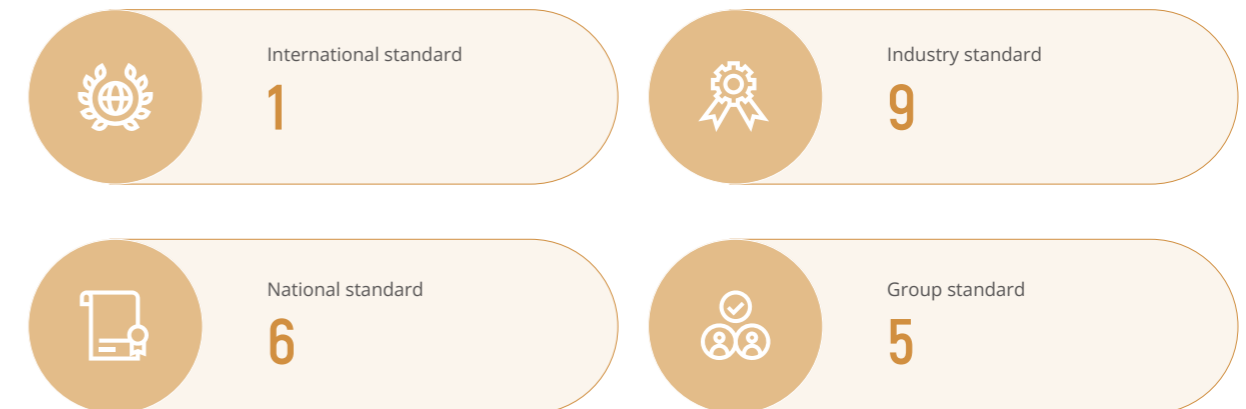 International standard
1
Industry standard
9
National standard
6
Group standard
5